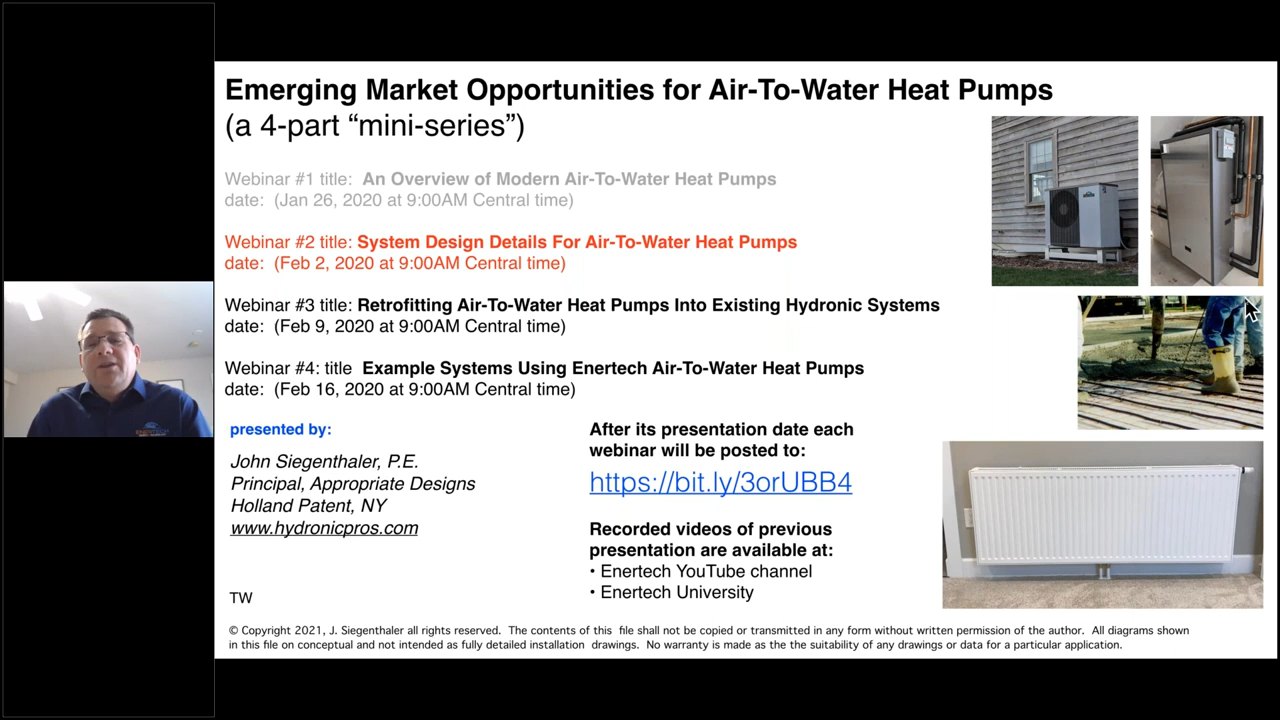 Emerging Market Opportunities for Air-To-Water Heat Pumps
(a 4-part “mini-series”)
Webinar #1 title: An Overview of Modern Air-To-Water Heat Pumps
date: (Jan 26, 2020 at 9:00AM Central time)
Webinar #2 title: System Design Details For Air-To-Water Heat Pumps
date: (Feb 2, 2020 at 9:00AM Central time)
Webinar #3 title: Retrofitting Air-To-Water Heat Pumps Into Existing Hydronic Systems
date: (Feb 9, 2020 at 9:00AM Central time)
Webinar #4: title Example Systems Using Enertech Air-To-Water Heat Pumps
date: (Feb 16, 2020 at 9:00AM Central time)
presented by:
John Siegenthaler, P.E.
Principal, Appropriate Designs
Holland Patent, NY
www.hydronicpros.com
TW
After its presentation date each
webinar will be posted to:
https://bit.ly/3orUBB4
Recorded videos of previous
presentation are available at:
• Enertech YouTube channel
• Enertech University
© Copyright 2021, J. Siegenthaler all rights reserved. The contents of this file shall not be copied or transmitted in any form without written permission of the author. All diagrams shown
in this file on conceptual and not intended as fully detailed installation drawings. No warranty is made as the the suitability of any drawings or data for a particular application.